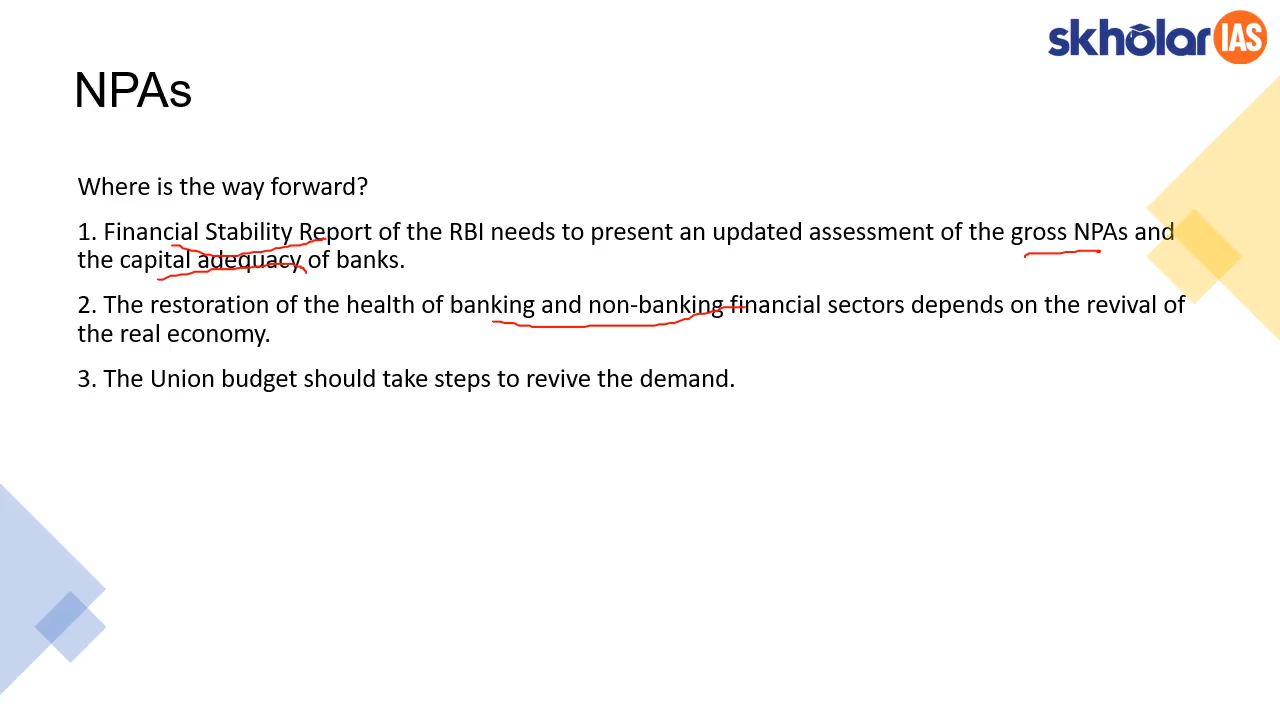 skholar IAS
NPAs
Where is the way forward?
1. Financial Stability Report of the RBI needs to present an updated assessment of the gross NPAs and
the capital adequacy of banks.
2. The restoration of the health of banking and non-banking financial sectors depends on the revival of
the real economy.
3. The Union budget should take steps to revive the demand.